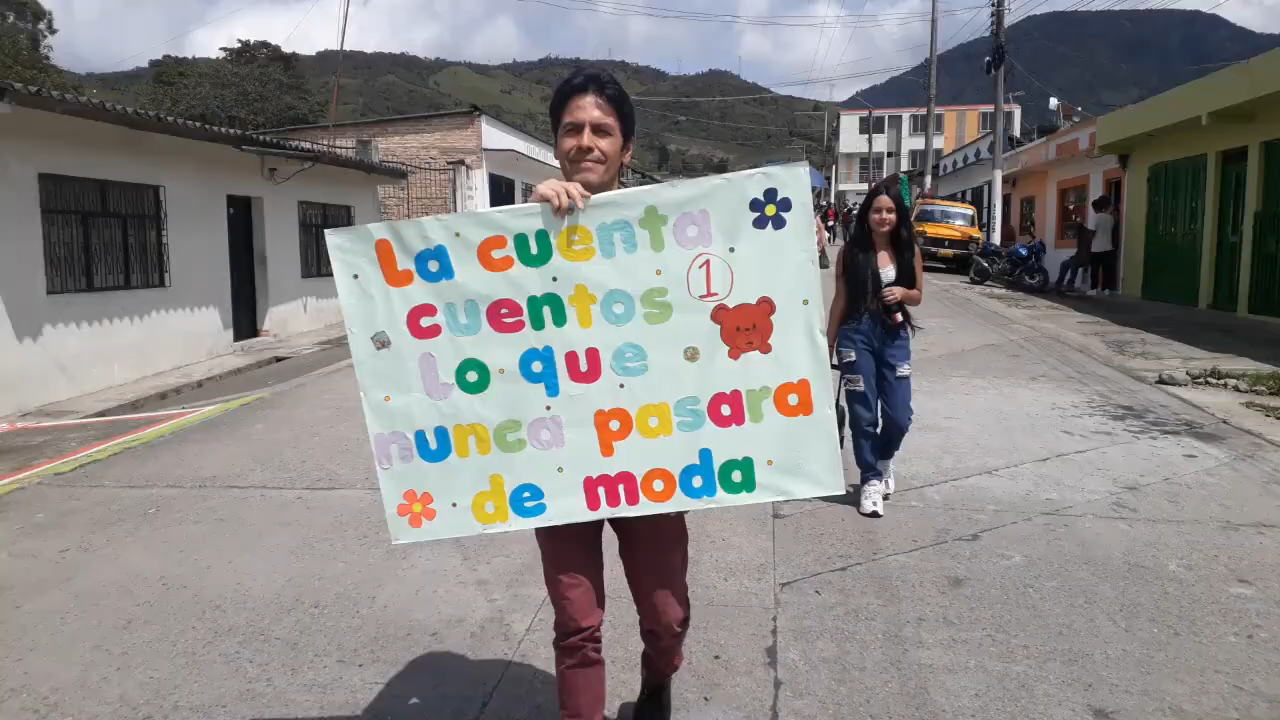 La cuenta
cuentos 1
Lo que
nunca pasara
de moda